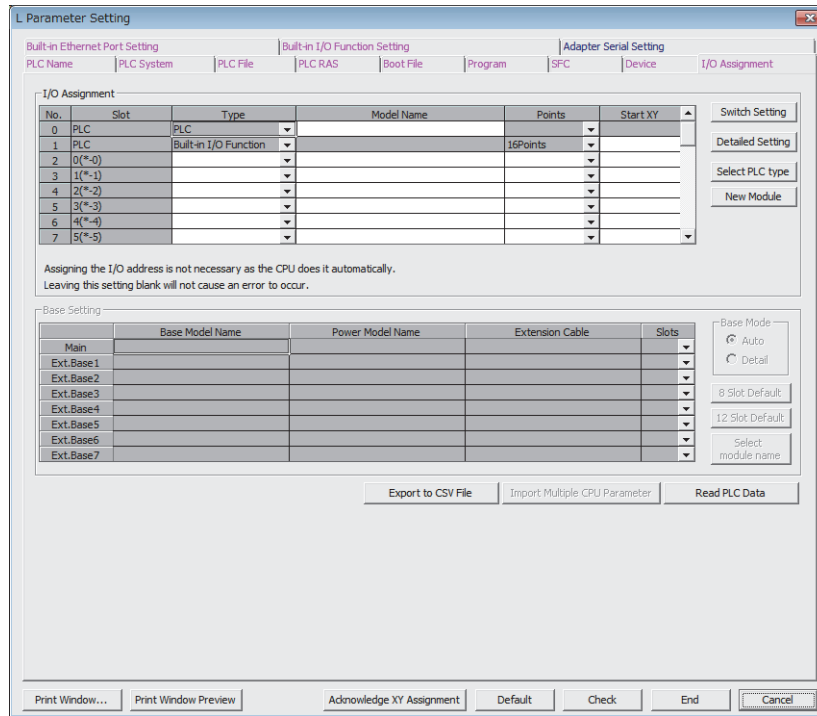 L Parameter Setting
Built-in Ethernet Port Setting Built-in I/O Function Setting Adapter Serial Setting
PLC Name PLC System PLC File PLC RAS Boot File Program SFC Device I/O Assignment
I/O Assignment
No. Slot Type Model Name Points Start XY
0 PLC PLC
1 PLC Built-in I/O Function 16Points
2 0(*-0)
3 1(*-1)
4 2(*-2)
5 3(*-3)
6 4(*-4)
7 5(*-5)
Switch Setting
Detailed Setting
Select PLC type
New Module
Assigning the I/O address is not necessary as the CPU does it automatically.
Leaving this setting blank will not cause an error to occur.
Base Setting
Base Model Name Power Model Name Extension Cable Slots
Main
Ext.Base1
Ext.Base2
Ext.Base3
Ext.Base4
Ext.Base5
Ext.Base6
Ext.Base7
Base Mode
Auto
Detail
8 Slot Default
12 Slot Default
Select
module name
Export to CSV File Import Multiple CPU Parameter Read PLC Data
Print Window... Print Window Preview Acknowledge XY Assignment Default Check End Cancel